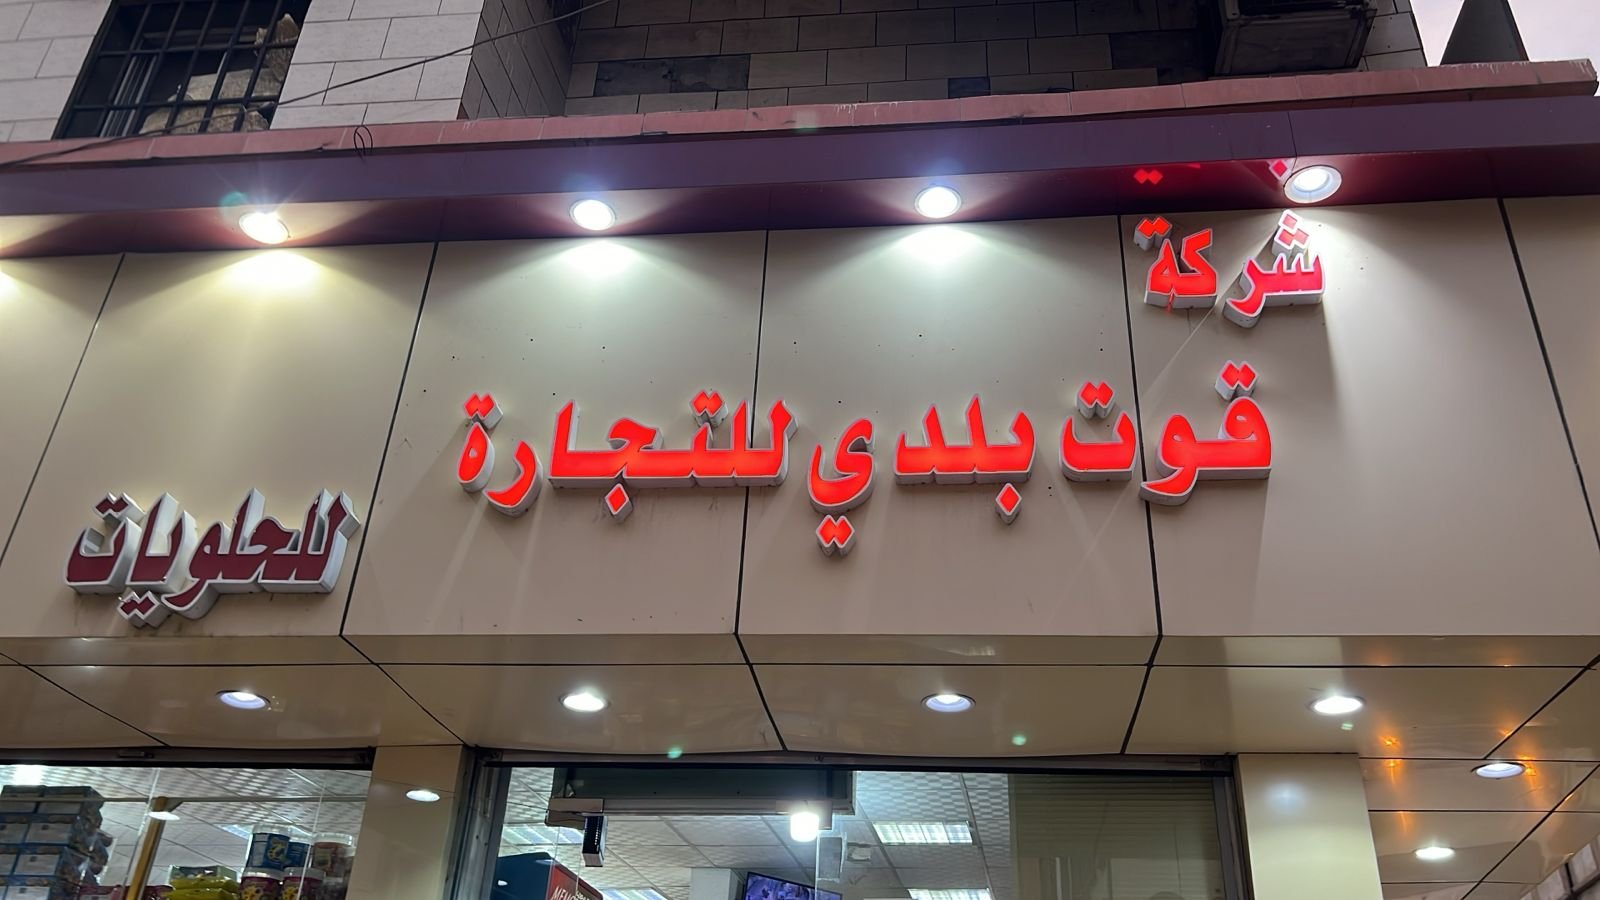 شركة
قوت بلدي للتجارة
للحلويات